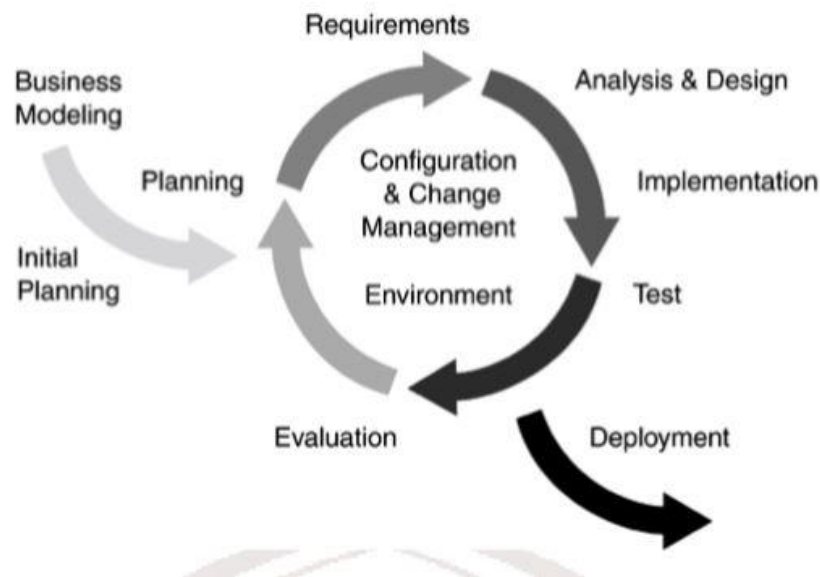 Requirements
Business
Modeling
Analysis & Design
Planning
Configuration
& Change
Management
Implementation
Initial
Planning
Environment
Test
Evaluation
Deployment